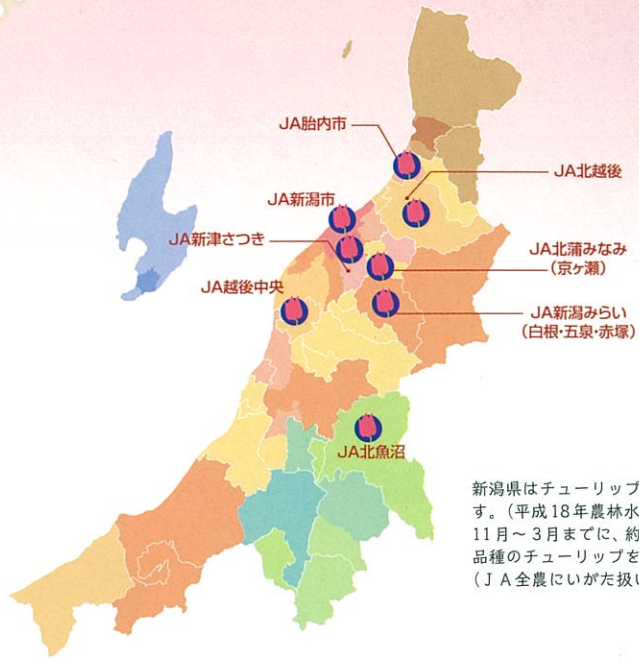 JA胎内市
JA北越後
JA新潟市
JA新津さつき
JA北蒲みなみ
(京ヶ瀬)
JA越後中央
JA新潟みらい
(白根・五泉・赤塚)
JA北魚沼
新潟県はチューリップ
す。(平成18年農林水
11月～3月までに、約
品種のチューリップを
(JA全農にいがた扱い